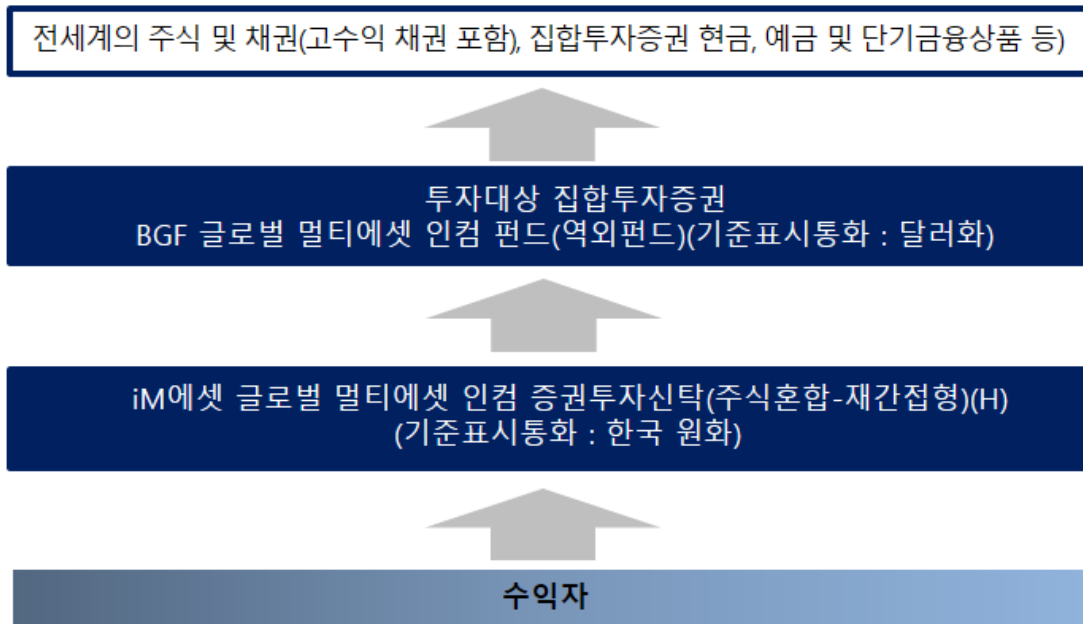 전세계의 주식 및 채권(고수익 채권 포함), 집합투자증권 현금, 예금 및 단기금융상품 등)
투자대상 집합투자증권
BGF 글로벌 멀티에셋 인컴 펀드(역외펀드)(기준표시통화 : 달러화)
iM에셋 글로벌 멀티에셋 인컴 증권투자신탁(주식혼합-재간접형)(H)
(기준표시통화 : 한국 원화)
수익자